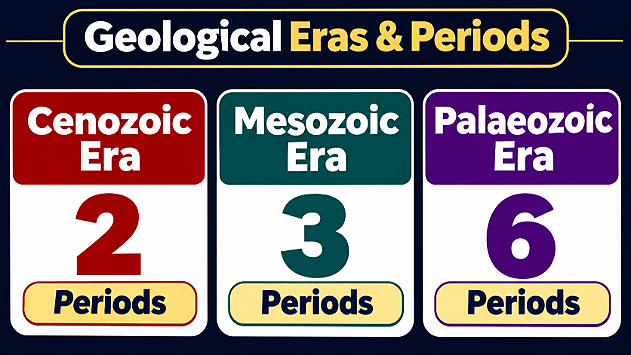 Geological Eras & Periods
Cenozoic
Era
2
Periods
Mesozoic
Era
3
Periods
Palaeozoic
Era
6
Periods